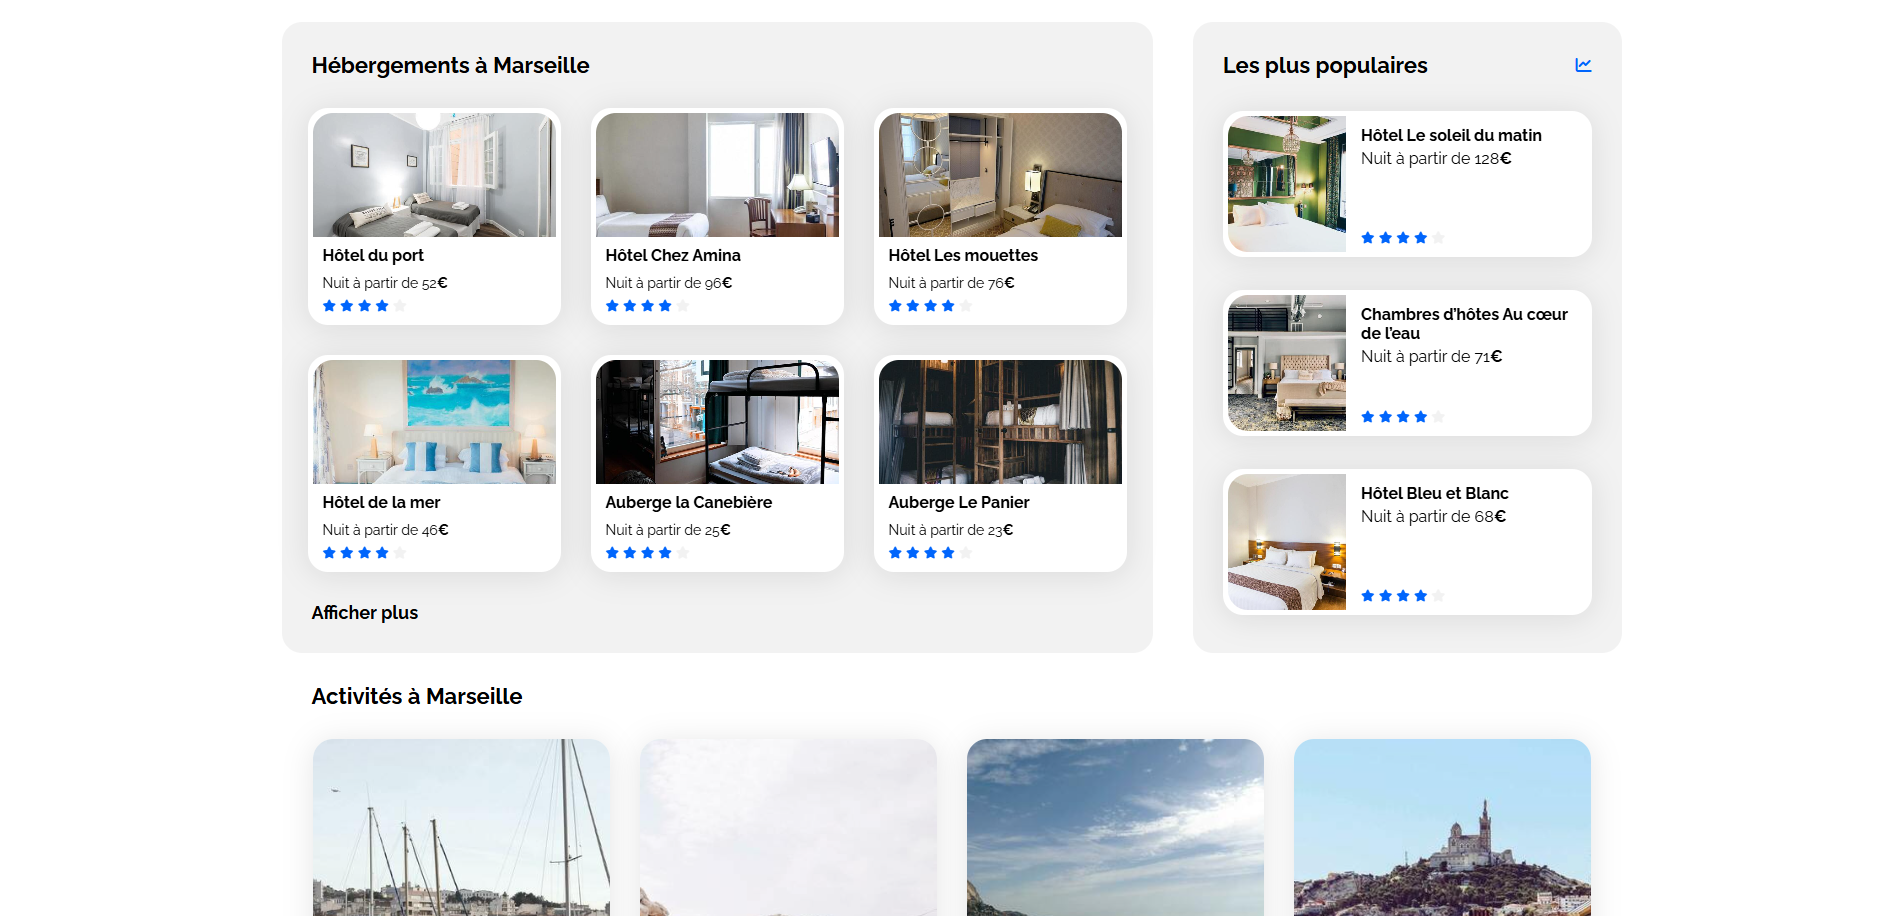 Hébergements à Marseille
Hôtel du port
Nuit à partir de 52€
Hôtel Chez Amina
Nuit à partir de 96€
Hôtel Les mouettes
Nuit à partir de 76€
Hôtel de la mer
Nuit à partir de 46€
Auberge la Canebière
Nuit à partir de 25€
Auberge Le Panier
Nuit à partir de 23€
Afficher plus
Les plus populaires
Hôtel Le soleil du matin
Nuit à partir de 128€
Chambres d’hôtes Au cœur
de l’eau
Nuit à partir de 71€
Hôtel Bleu et Blanc
Nuit à partir de 68€
Activités à Marseille